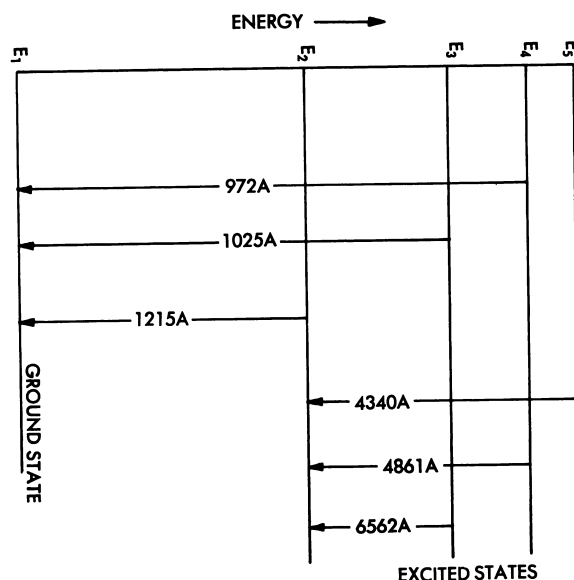 ENERGY
E1
E2
E3
E4
E5
972A
1025A
1215A
4340A
4861A
6562A
GROUND STATE
EXCITED STATES